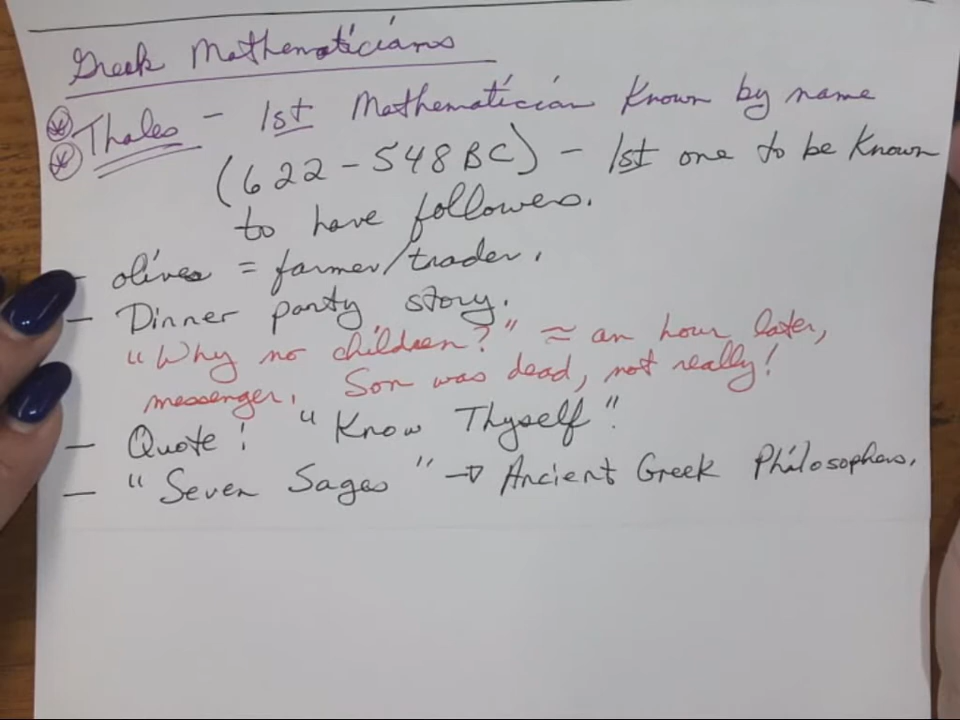 Greek Mathematicians
Thales - 1st Mathematician Known by name
(622-548 BC) - 1st one to be known
to have followers.
- olives = farmer/trader.
- Dinner party story.
"Why no children?" ≈ an hour later,
messenger. Son was dead, not really!
- Quote: "Know Thyself"
- "Seven Sages" → Ancient Greek Philosophers.